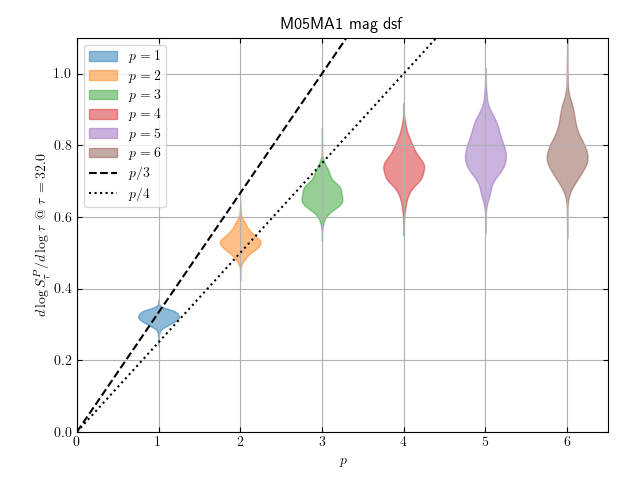 M05MA1 mag dsf
p = 1
p = 2
p = 3
p = 4
p = 5
p = 6
p/3
p/4
d log S_τ^P / d log τ @ τ = 32.0
1.0
0.8
0.6
0.4
0.2
0.0
0 1 2 3 4 5 6
p